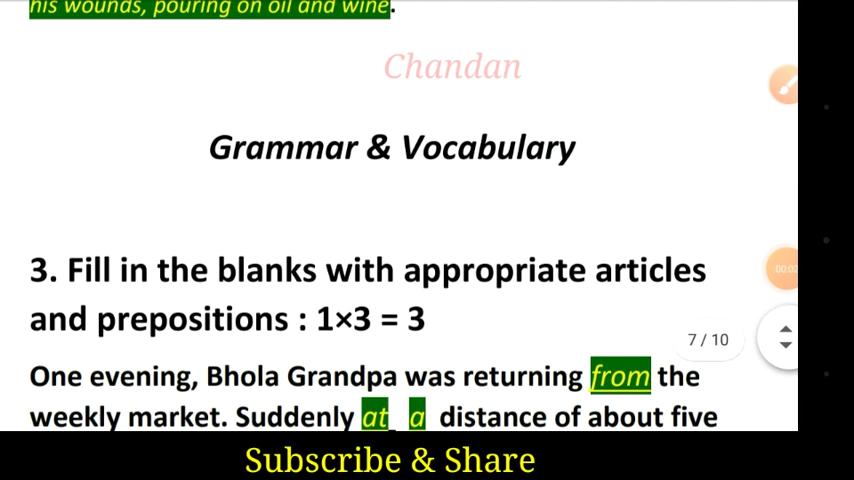 his wounds, pouring on oil and wine.
Chandan
Grammar & Vocabulary
3. Fill in the blanks with appropriate articles
and prepositions : 1×3 = 3
One evening, Bhola Grandpa was returning from the
weekly market. Suddenly at a distance of about five
7 / 10
00:02
Subscribe & Share